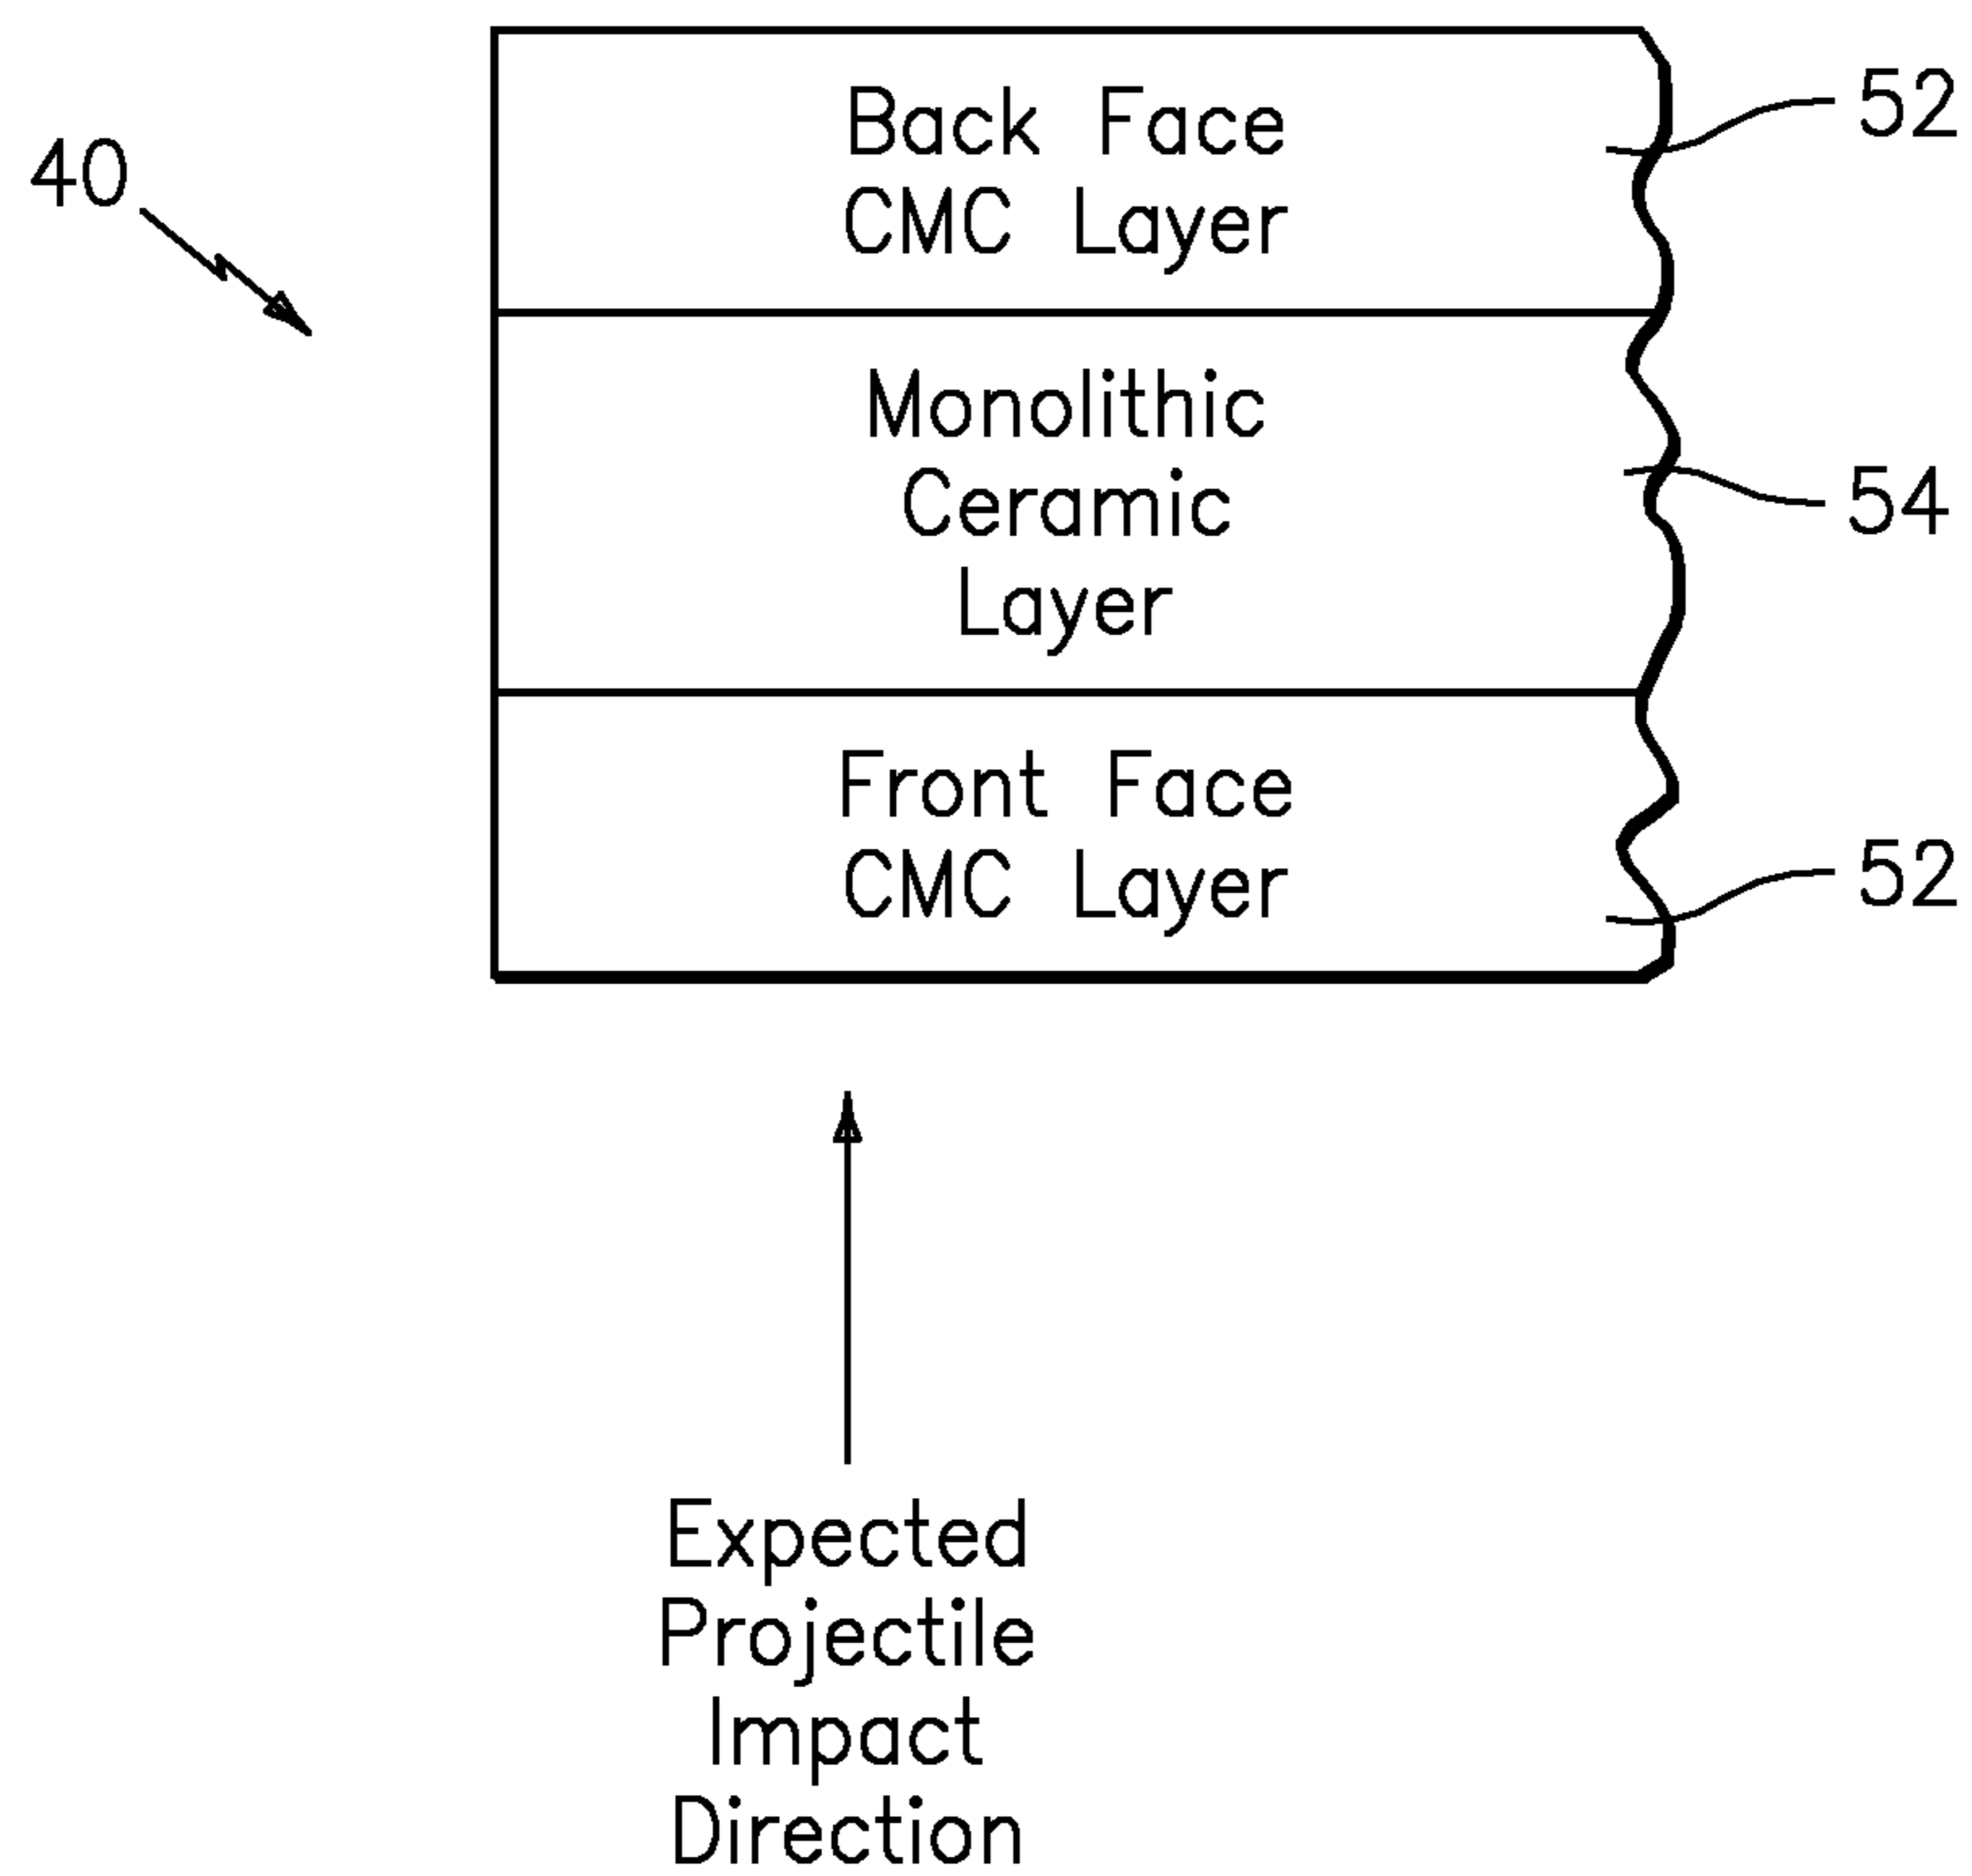 52
40
Back Face
CMC Layer
Monolithic
Ceramic
Layer
54
Front Face
CMC Layer
52
Expected
Projectile
Impact
Direction